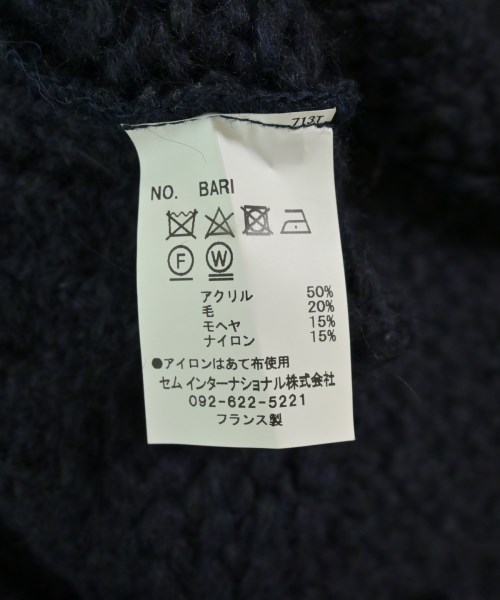 713T
NO. BARI
F W
アクリル 50%
毛 20%
モヘヤ 15%
ナイロン 15%
●アイロンはあて布使用
セム インターナショナル株式会社
092-622-5221
フランス製